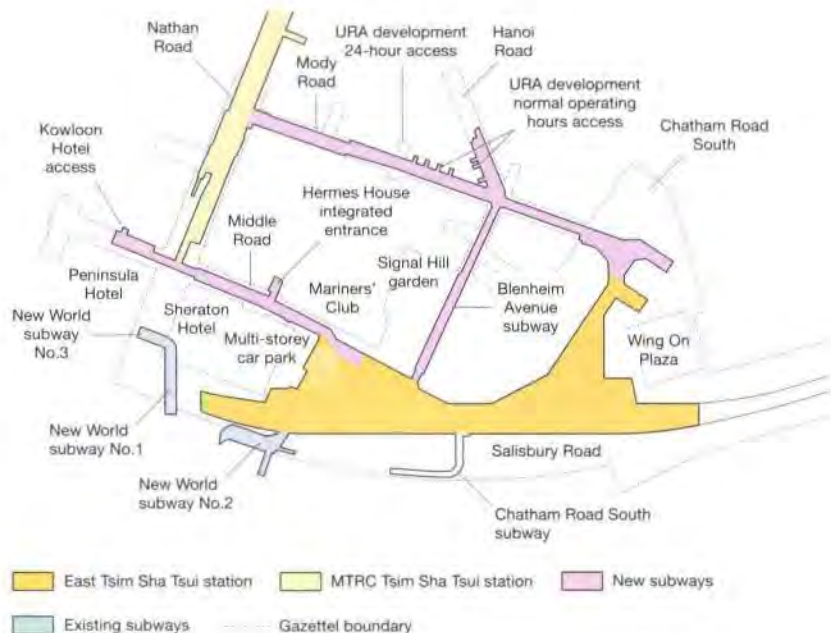 Nathan
Road
URA development
24-hour access
Hanoi
Road
Mody
Road
URA development
normal operating
hours access
Chatham Road
South
Kowloon
Hotel
access
Hermes House
integrated
entrance
Middle
Road
Signal Hill
garden
Mariners'
Club
Peninsula
Hotel
Sheraton
Hotel
Blenheim
Avenue
subway
New World
subway
No.3
Multi-storey
car park
Wing On
Plaza
New World
subway No.1
Salisbury Road
New World
subway No.2
Chatham Road South
subway
East Tsim Sha Tsui station
MTRC Tsim Sha Tsui station
New subways
Existing subways
Gazettel boundary